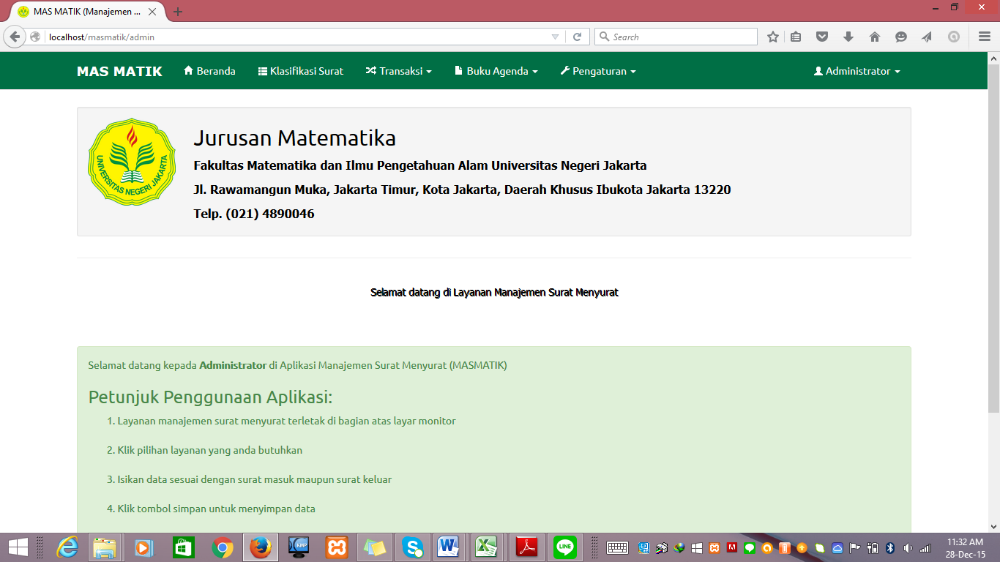 MAS MATIK (Manajemen ...
localhost/masmatik/admin
Search
MAS MATIK Beranda Klasifikasi Surat Transaksi Buku Agenda Pengaturan Administrator
UNIVERSITAS NEGERI JAKARTA
Jurusan Matematika
Fakultas Matematika dan Ilmu Pengetahuan Alam Universitas Negeri Jakarta
Jl. Rawamangun Muka, Jakarta Timur, Kota Jakarta, Daerah Khusus Ibukota Jakarta 13220
Telp. (021) 4890046
Selamat datang di Layanan Manajemen Surat Menyurat
Selamat datang kepada Administrator di Aplikasi Manajemen Surat Menyurat (MASMATIK)
Petunjuk Penggunaan Aplikasi:
1. Layanan manajemen surat menyurat terletak di bagian atas layar monitor
2. Klik pilihan layanan yang anda butuhkan
3. Isikan data sesuai dengan surat masuk maupun surat keluar
4. Klik tombol simpan untuk menyimpan data
KMP
LINE
11:32 AM
28-Dec-15